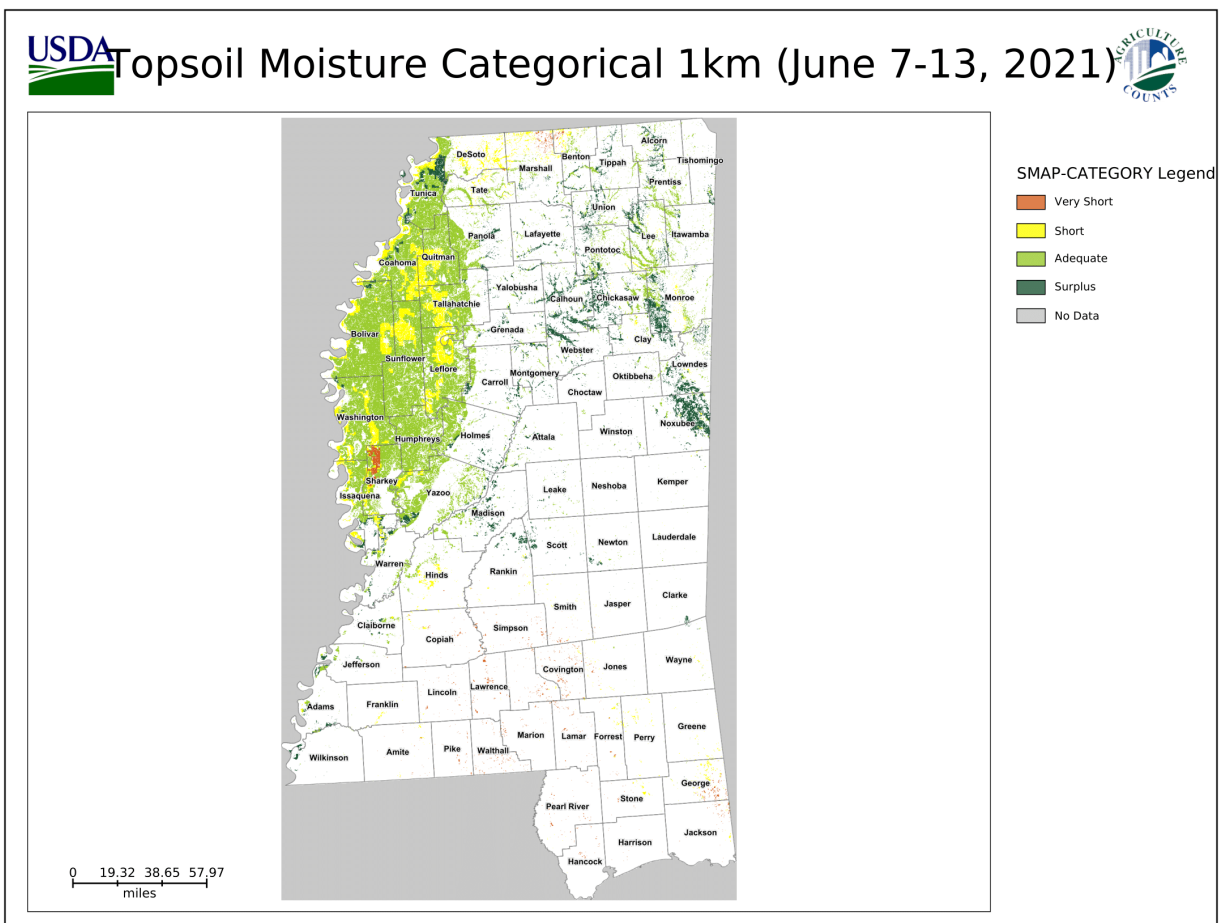 USDA
Topsoil Moisture Categorical 1km (June 7-13, 2021)
AGRICULTURE
COUNTS
SMAP-CATEGORY Legend
Very Short
Short
Adequate
Surplus
No Data
DeSoto
Marshall
Benton
Tippah
Alcorn
Tishomingo
Prentiss
Tunica
Tate
Union
Panola
Lafayette
Pontotoc
Lee
Itawamba
Coahoma
Quitman
Yalobusha
Calhoun
Chickasaw
Monroe
Tallahatchie
Bolivar
Grenada
Clay
Sunflower
Leflore
Webster
Montgomery
Carroll
Oktibbeha
Lowndes
Choctaw
Washington
Humphreys
Holmes
Attala
Winston
Noxubee
Sharkey
Issaquena
Yazoo
Leake
Neshoba
Kemper
Madison
Scott
Newton
Lauderdale
Warren
Hinds
Rankin
Smith
Jasper
Clarke
Claiborne
Copiah
Simpson
Jefferson
Covington
Jones
Wayne
Lincoln
Lawrence
Adams
Franklin
Marion
Lamar
Forrest
Perry
Greene
Wilkinson
Amite
Pike
Walthall
George
Pearl River
Stone
Jackson
Harrison
Hancock
0 19.32 38.65 57.97
miles